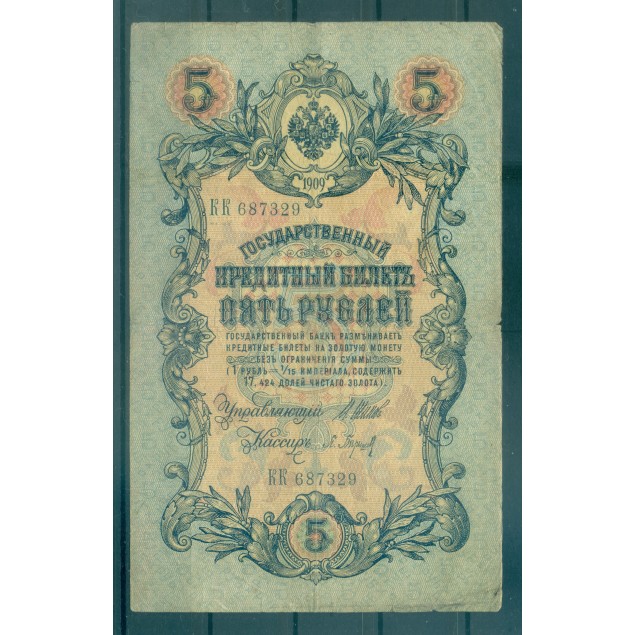 5 5
1909
КК 687329
ГОСУДАРСТВЕННЫЙ
КРЕДИТНЫЙ БИЛЕТЪ
ПЯТЬ РУБЛЕЙ
ГОСУДАРСТВЕННЫЙ БАНКЪ РАЗМѢНИВАЕТЪ
КРЕДИТНЫЕ БИЛЕТЫ НА ЗОЛОТУЮ МОНЕТУ
БЕЗЪ ОГРАНИЧЕНІЯ СУММЫ
(1 РУБЛЬ = 1/15 ИМПЕРІАЛА, СОДЕРЖИТЪ
17,424 ДОЛЕЙ ЧИСТАГО ЗОЛОТА).
Управляющій
Кассиръ
КК 687329
5